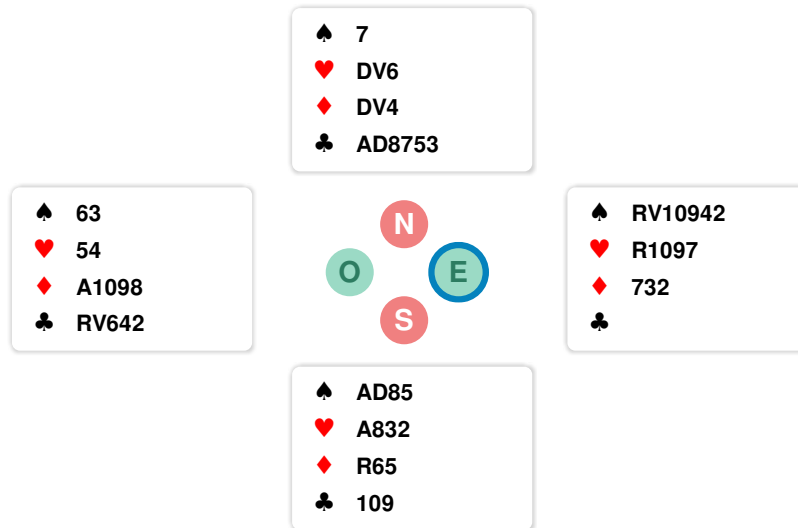 ♠ 7
♥ DV6
♦ DV4
♣ AD8753
♠ 63
♥ 54
♦ A1098
♣ RV642
N
O E
S
♠ RV10942
♥ R1097
♦ 732
♣
♠ AD85
♥ A832
♦ R65
♣ 109